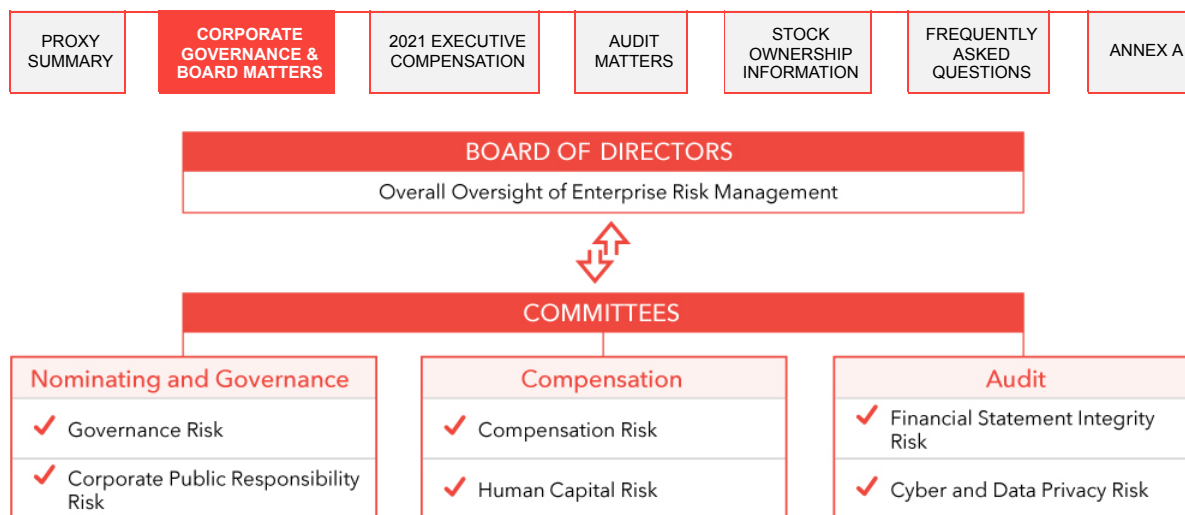 PROXY
SUMMARY
CORPORATE
GOVERNANCE &
BOARD MATTERS
2021 EXECUTIVE
COMPENSATION
AUDIT
MATTERS
STOCK
OWNERSHIP
INFORMATION
FREQUENTLY
ASKED
QUESTIONS
ANNEX A
BOARD OF DIRECTORS
Overall Oversight of Enterprise Risk Management
COMMITTEES
Nominating and Governance
Governance Risk
Corporate Public Responsibility
Risk
Compensation
Compensation Risk
Human Capital Risk
Audit
Financial Statement Integrity
Risk
Cyber and Data Privacy Risk